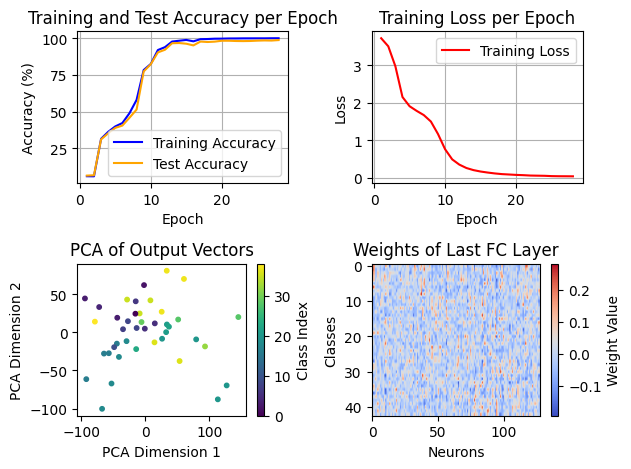 Training and Test Accuracy per Epoch
Accuracy (%)
100
75
50
25
Training Accuracy
Test Accuracy
0
10
20
Epoch
Training Loss per Epoch
Loss
3
2
1
0
Training Loss
0
10
20
Epoch
PCA of Output Vectors
PCA Dimension 2
50
0
−50
−100
−100
0
100
PCA Dimension 1
30
20
10
0
Class Index
Weights of Last FC Layer
Classes
0
10
20
30
40
0
50
100
Neurons
0.2
0.1
0.0
−0.1
Weight Value